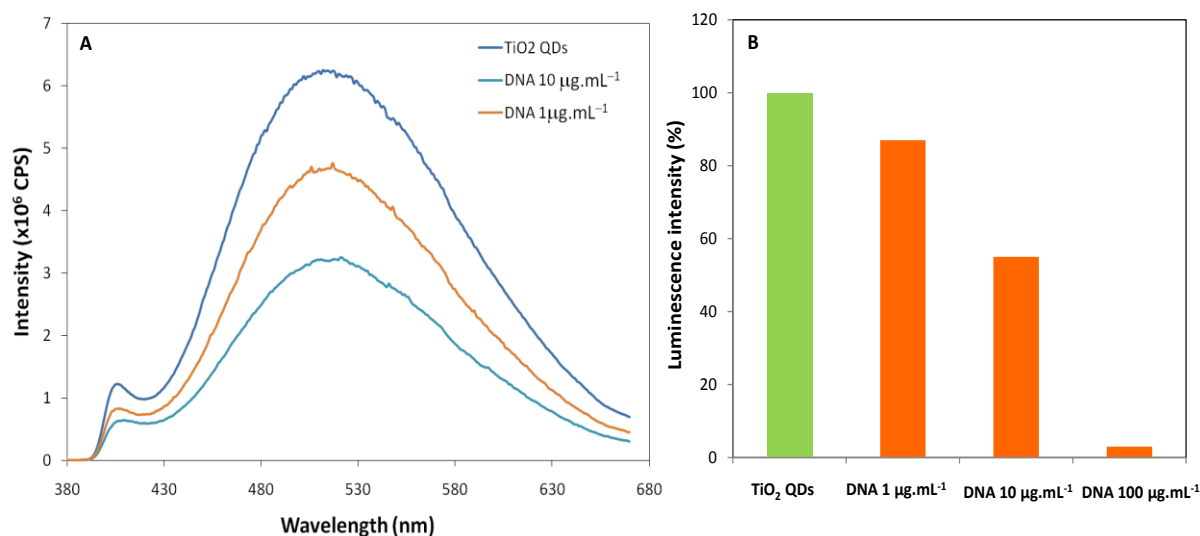 A
TiO2 QDs
DNA 10 µg.mL⁻¹
DNA 1µg.mL⁻¹
Intensity (x10⁶ CPS)
7
6
5
4
3
2
1
0
380 430 480 530 580 630 680
Wavelength (nm)
B
Luminescence intensity (%)
120
100
80
60
40
20
0
TiO₂ QDs DNA 1 µg.mL⁻¹ DNA 10 µg.mL⁻¹ DNA 100 µg.mL⁻¹